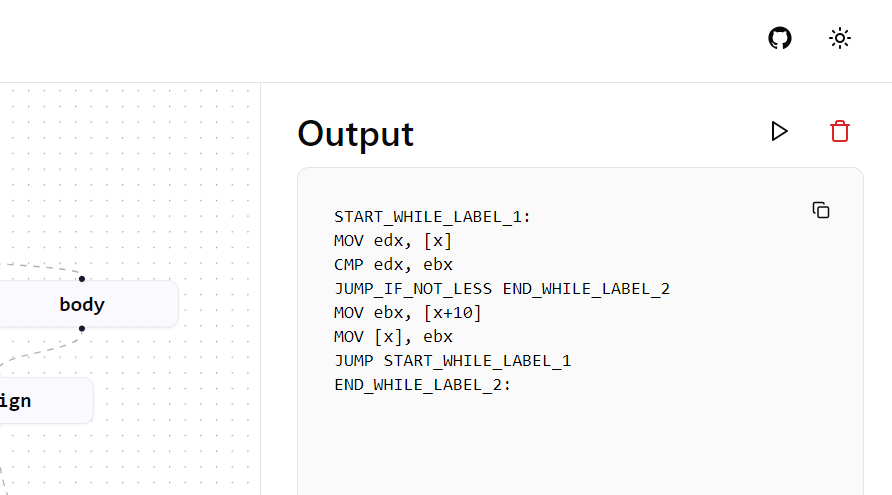 Output
START_WHILE_LABEL_1:
MOV edx, [x]
CMP edx, ebx
JUMP_IF_NOT_LESS END_WHILE_LABEL_2
MOV ebx, [x+10]
MOV [x], ebx
JUMP START_WHILE_LABEL_1
END_WHILE_LABEL_2:
body
ign